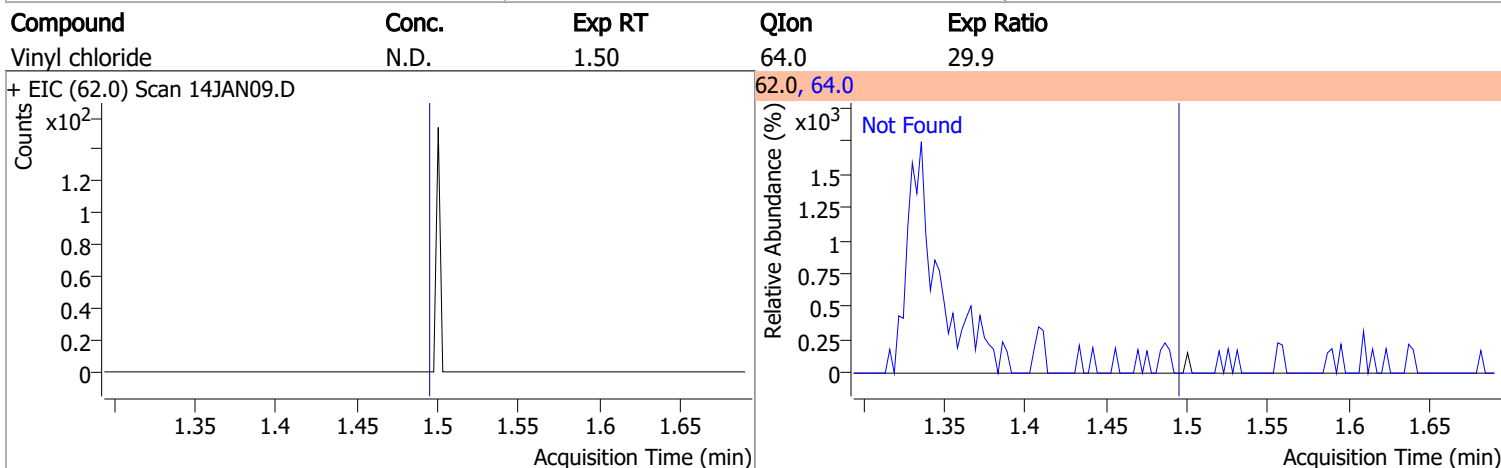 Compound Conc. Exp RT QIon Exp Ratio
Vinyl chloride N.D. 1.50 64.0 29.9
+ EIC (62.0) Scan 14JAN09.D
Counts
x102
1.2
1
0.8
0.6
0.4
0.2
0
1.35 1.4 1.45 1.5 1.55 1.6 1.65
Acquisition Time (min)
62.0, 64.0
Relative Abundance (%)
x103
Not Found
1.5
1.25
1
0.75
0.5
0.25
0
1.35 1.4 1.45 1.5 1.55 1.6 1.65
Acquisition Time (min)